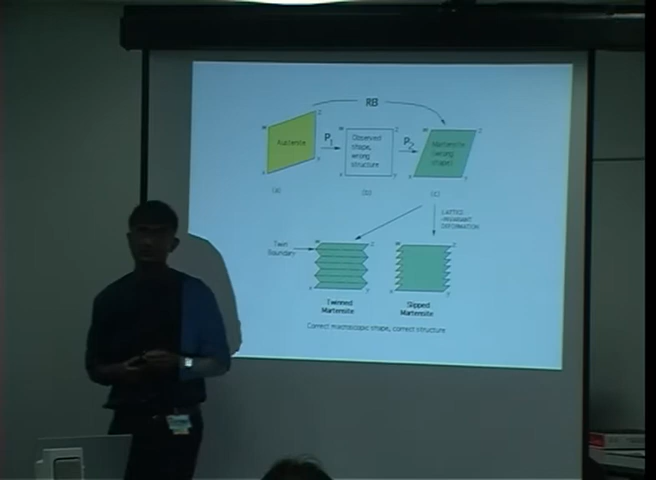 RB
w z
Austenite
x y
P1
w z
Observed
shape,
wrong
structure
x y
P2
w z
Martensite
(wrong
shape)
x y
(a)
(b)
(c)
LATTICE
-INVARIANT
DEFORMATION
Twin
Boundary
w z
x y
w z
x y
Twinned
Martensite
Slipped
Martensite
Correct macroscopic shape, correct structure